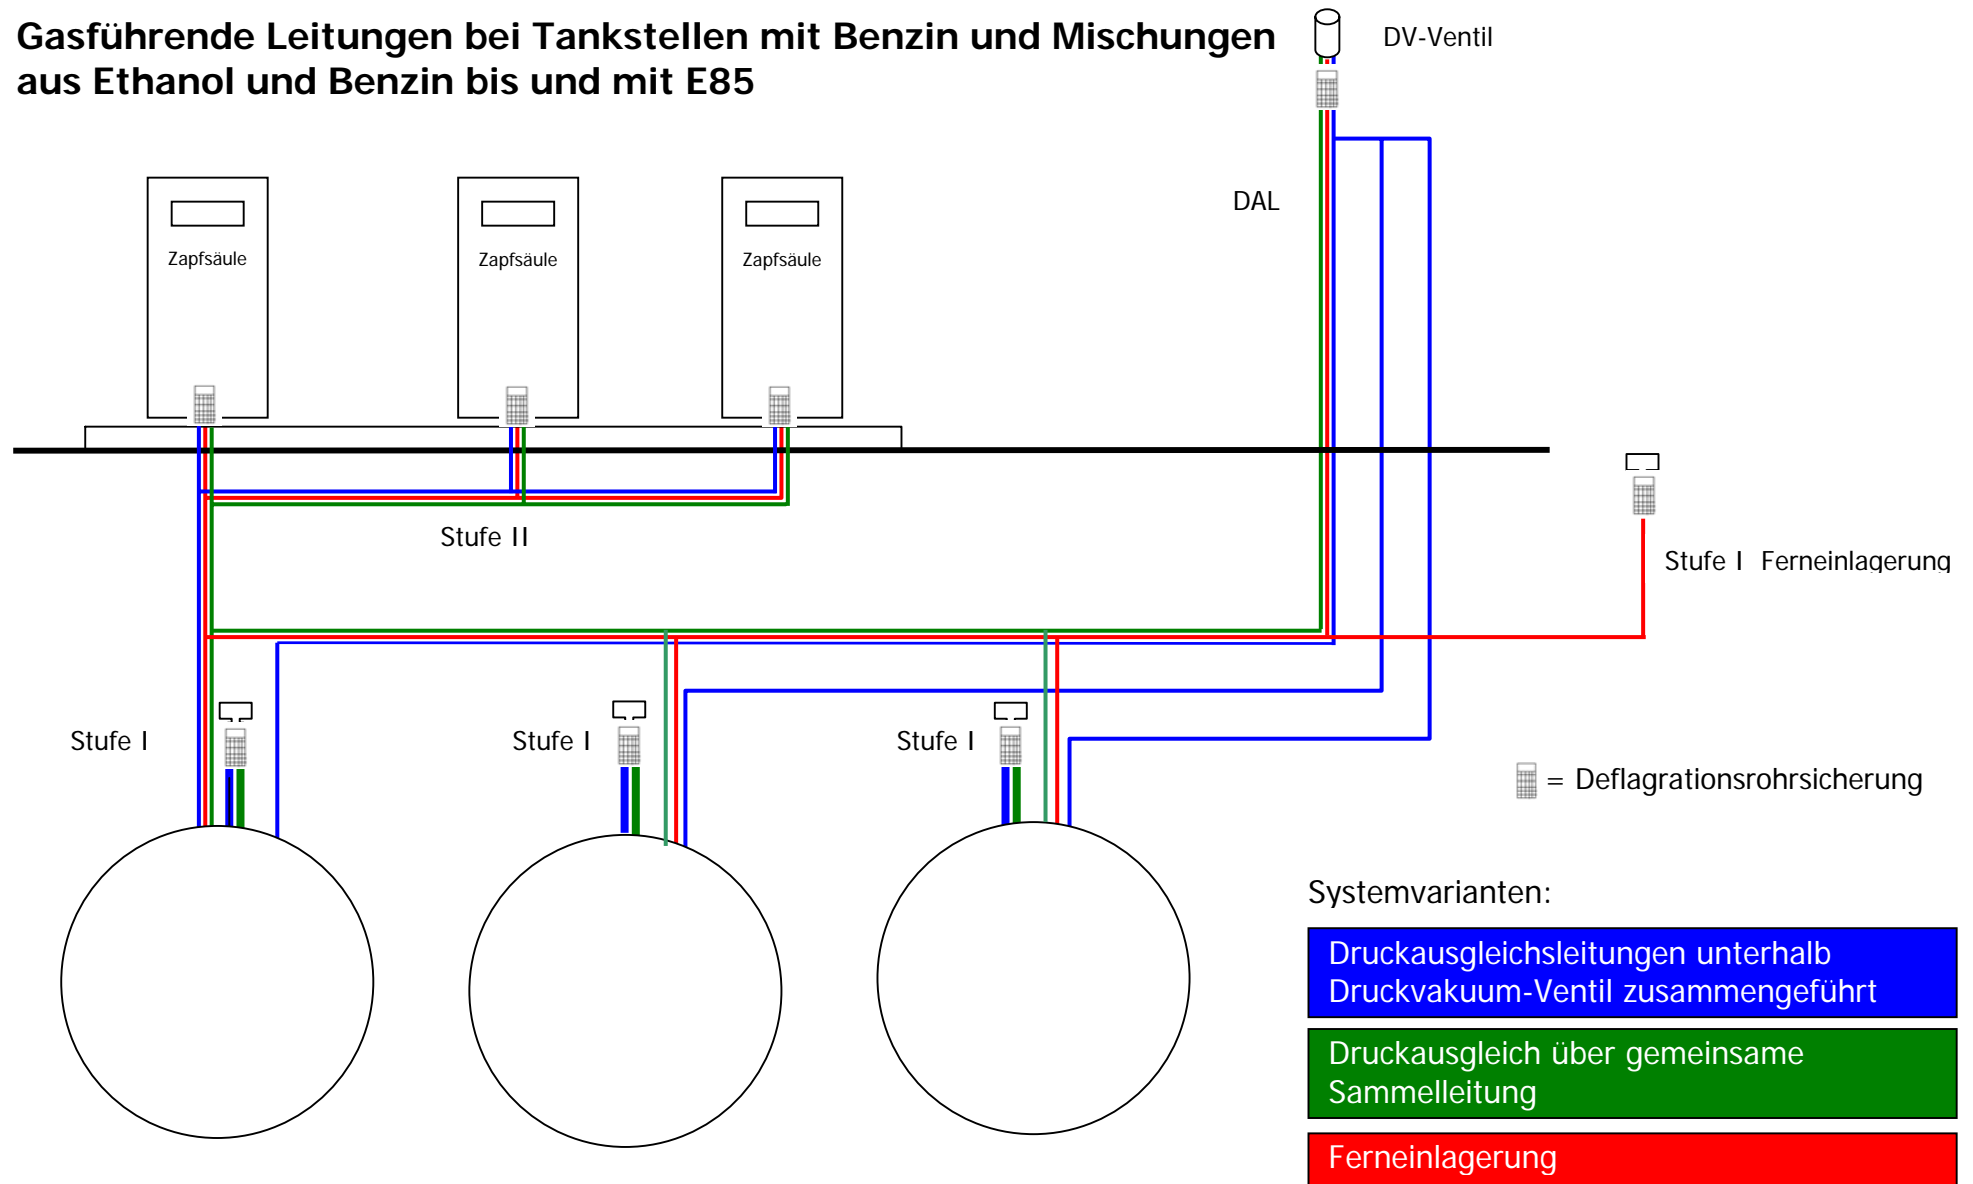 Gasführende Leitungen bei Tankstellen mit Benzin und Mischungen
aus Ethanol und Benzin bis und mit E85
DV-Ventil
DAL
Zapfsäule
Zapfsäule
Zapfsäule
Stufe II
Stufe I Ferneinlagerung
Stufe I
Stufe I
Stufe I
= Deflagrationsrohrsicherung
Systemvarianten:
Druckausgleichsleitungen unterhalb
Druckvakuum-Ventil zusammengeführt
Druckausgleich über gemeinsame
Sammelleitung
Ferneinlagerung